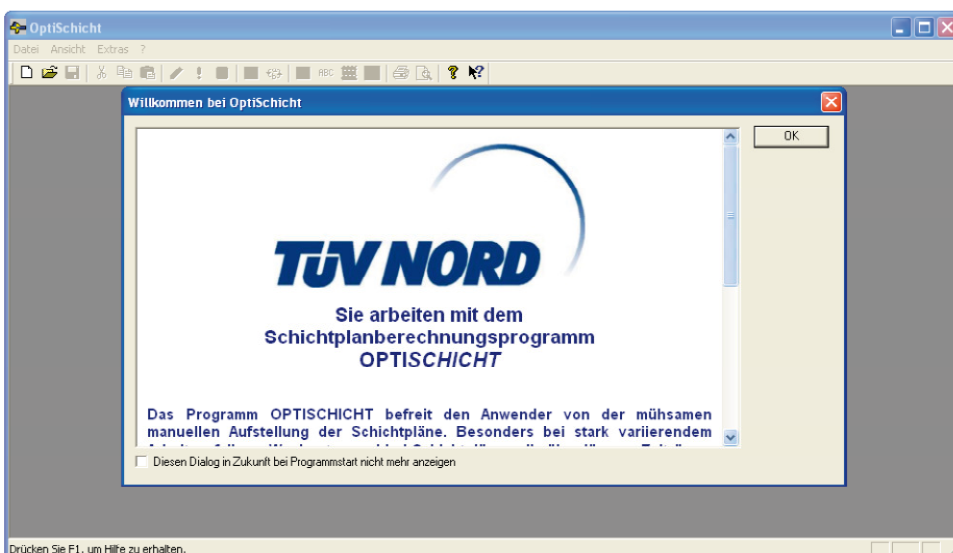 OptiSchicht
Datei Ansicht Extras ?
ABC
Willkommen bei OptiSchicht
OK
TÜV NORD
Sie arbeiten mit dem
Schichtplanberechnungsprogramm
OPTISCHICHT
Das Programm OPTISCHICHT befreit den Anwender von der mühsamen
manuellen Aufstellung der Schichtpläne. Besonders bei stark variierendem
Diesen Dialog in Zukunft bei Programmstart nicht mehr anzeigen
Drücken Sie F1, um Hilfe zu erhalten.